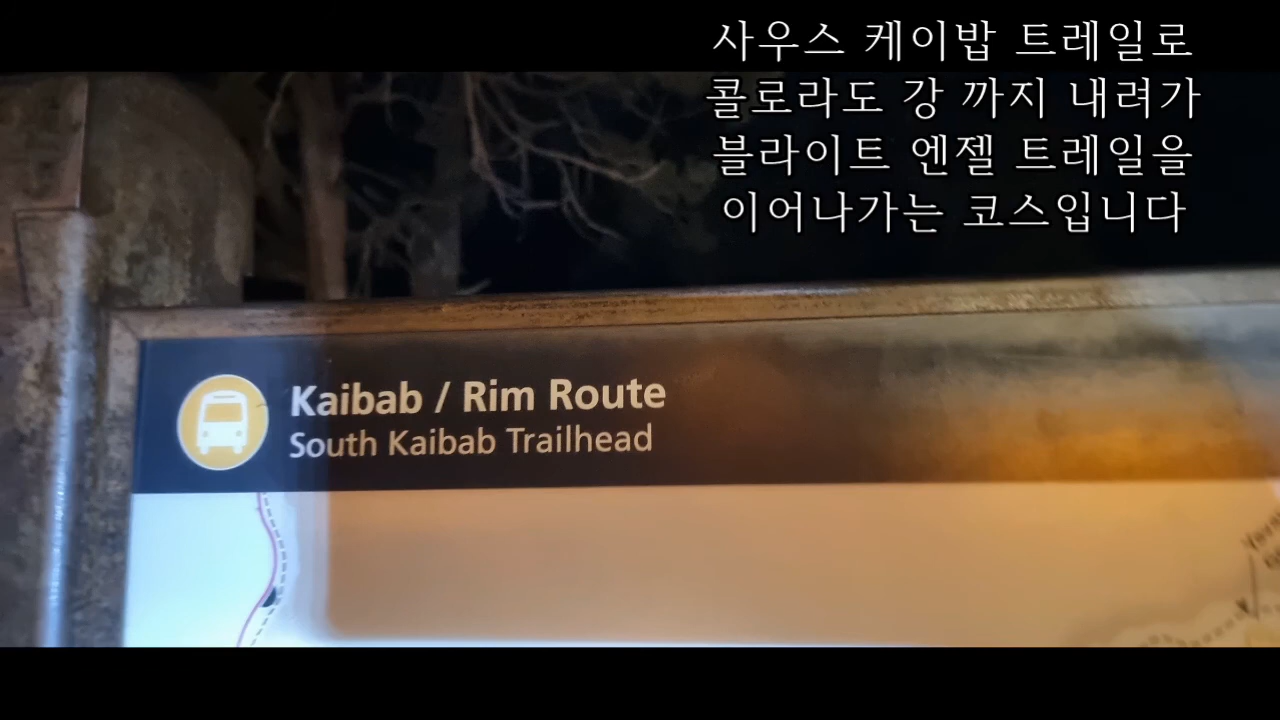 사우스 케이밥 트레일로
콜로라도 강 까지 내려가
블라이트 엔젤 트레일을
이어나가는 코스입니다
Kaibab / Rim Route
South Kaibab Trailhead